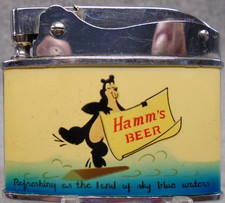 Hamm's
BEER
Refreshing as the land of sky blue waters